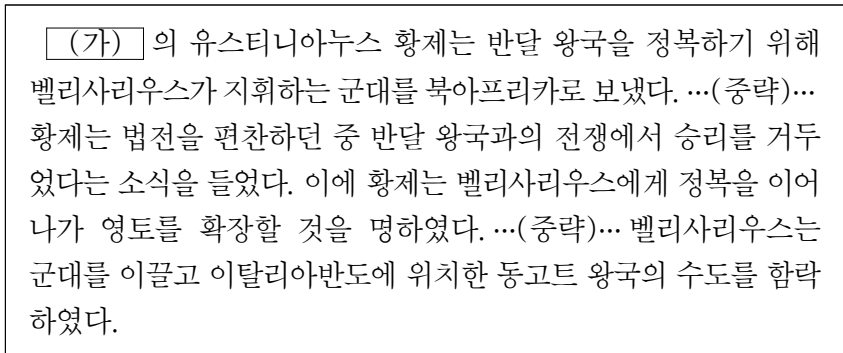 (가) 의 유스티니아누스 황제는 반달 왕국을 정복하기 위해
벨리사리우스가 지휘하는 군대를 북아프리카로 보냈다. …(중략)…
황제는 법전을 편찬하던 중 반달 왕국과의 전쟁에서 승리를 거두
었다는 소식을 들었다. 이에 황제는 벨리사리우스에게 정복을 이어
나가 영토를 확장할 것을 명하였다. …(중략)… 벨리사리우스는
군대를 이끌고 이탈리아반도에 위치한 동고트 왕국의 수도를 함락
하였다.